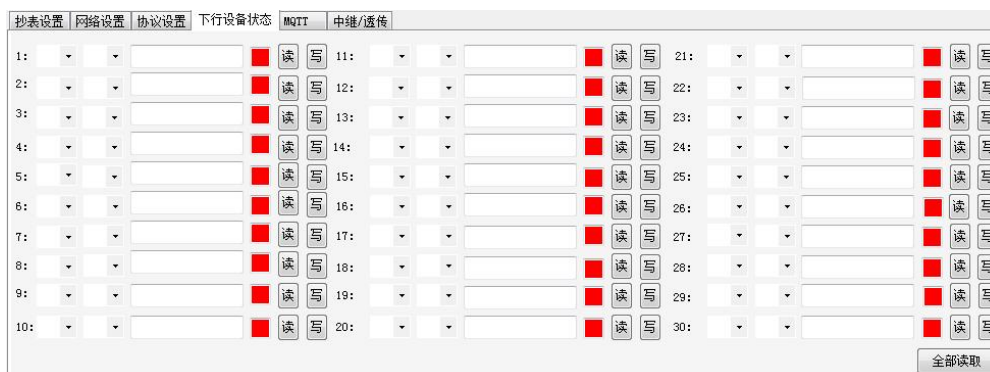 抄表设置 网络设置 协议设置 下行设备状态 MQTT 中继/透传
1: 读 写 11: 读 写 21: 读 写
2: 读 写 12: 读 写 22: 读 写
3: 读 写 13: 读 写 23: 读 写
4: 读 写 14: 读 写 24: 读 写
5: 读 写 15: 读 写 25: 读 写
6: 读 写 16: 读 写 26: 读 写
7: 读 写 17: 读 写 27: 读 写
8: 读 写 18: 读 写 28: 读 写
9: 读 写 19: 读 写 29: 读 写
10: 读 写 20: 读 写 30: 读 写
全部读取